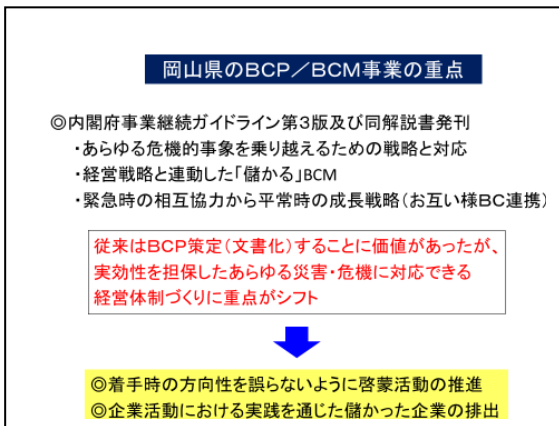 岡山県のBCP／BCM事業の重点
◎内閣府事業継続ガイドライン第3版及び同解説書発刊
・あらゆる危機的事象を乗り越えるための戦略と対応
・経営戦略と連動した「儲かる」BCM
・緊急時の相互協力から平常時の成長戦略（お互い様BC連携）
従来はBCP策定（文書化）することに価値があったが、
実効性を担保したあらゆる災害・危機に対応できる
経営体制づくりに重点がシフト
◎着手時の方向性を誤らないように啓蒙活動の推進
◎企業活動における実践を通じた儲かった企業の排出